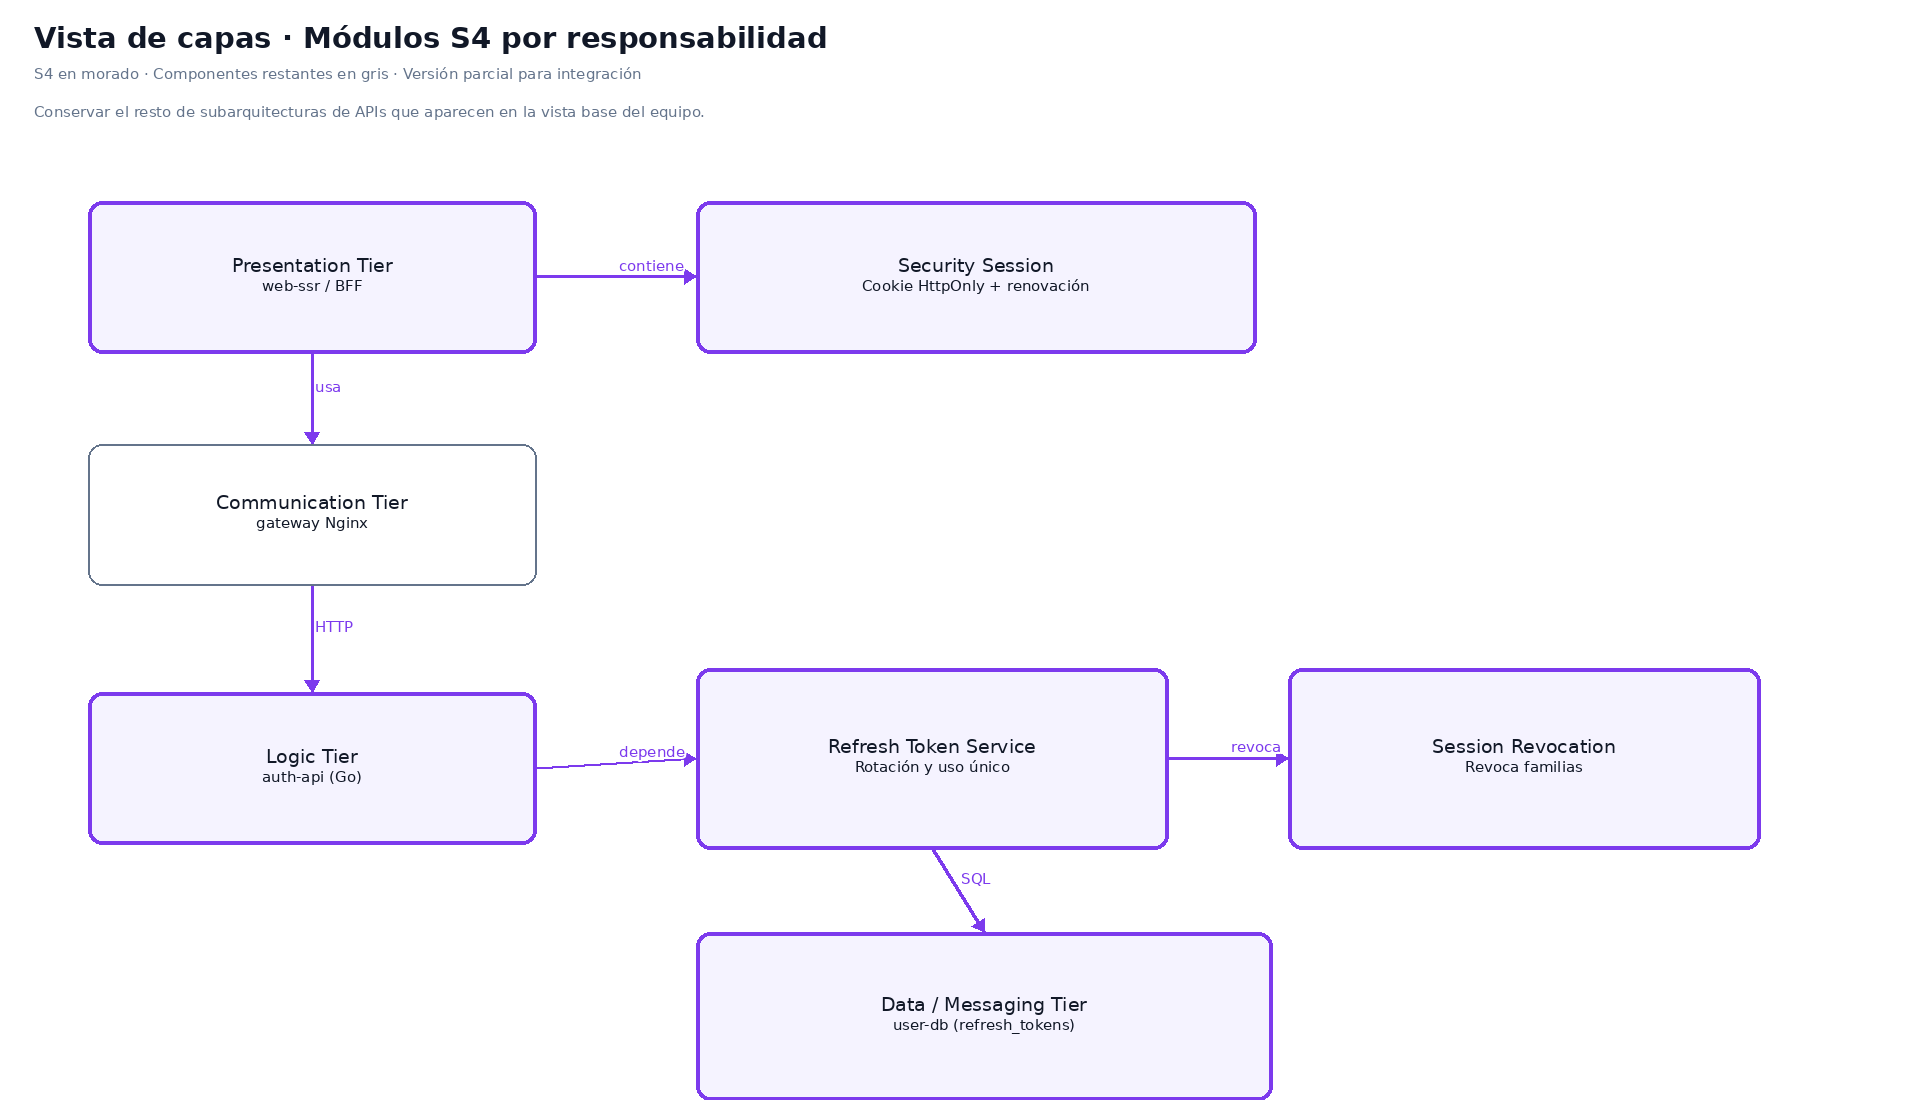 Vista de capas · Módulos S4 por responsabilidad
S4 en morado · Componentes restantes en gris · Versión parcial para integración
Conservar el resto de subarquitecturas de APIs que aparecen en la vista base del equipo.
Presentation Tier
web-ssr / BFF
contiene
Security Session
Cookie HttpOnly + renovación
usa
Communication Tier
gateway Nginx
HTTP
Logic Tier
auth-api (Go)
depende
Refresh Token Service
Rotación y uso único
revoca
Session Revocation
Revoca familias
SQL
Data / Messaging Tier
user-db (refresh_tokens)